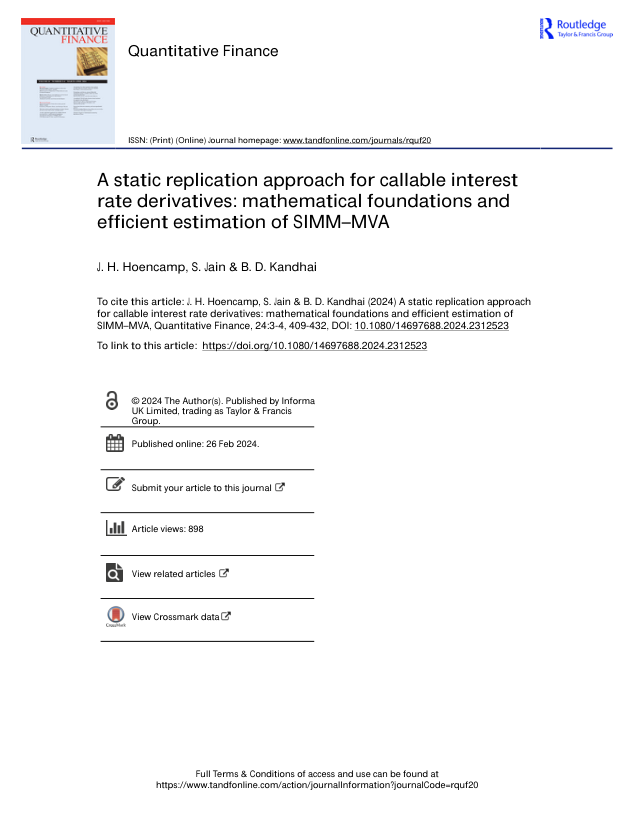 QUANTITATIVE
FINANCE
Routledge
Taylor & Francis Group
Quantitative Finance
ISSN: (Print) (Online) Journal homepage: www.tandfonline.com/journals/rquf20
A static replication approach for callable interest
rate derivatives: mathematical foundations and
efficient estimation of SIMM–MVA
J. H. Hoencamp, S. Jain & B. D. Kandhai
To cite this article: J. H. Hoencamp, S. Jain & B. D. Kandhai (2024) A static replication approach
for callable interest rate derivatives: mathematical foundations and efficient estimation of
SIMM–MVA, Quantitative Finance, 24:3-4, 409-432, DOI: 10.1080/14697688.2024.2312523
To link to this article: https://doi.org/10.1080/14697688.2024.2312523
© 2024 The Author(s). Published by Informa
UK Limited, trading as Taylor & Francis
Group.
Published online: 26 Feb 2024.
Submit your article to this journal
Article views: 898
View related articles
View Crossmark data
CrossMark
Full Terms & Conditions of access and use can be found at
https://www.tandfonline.com/action/journalInformation?journalCode=rquf20